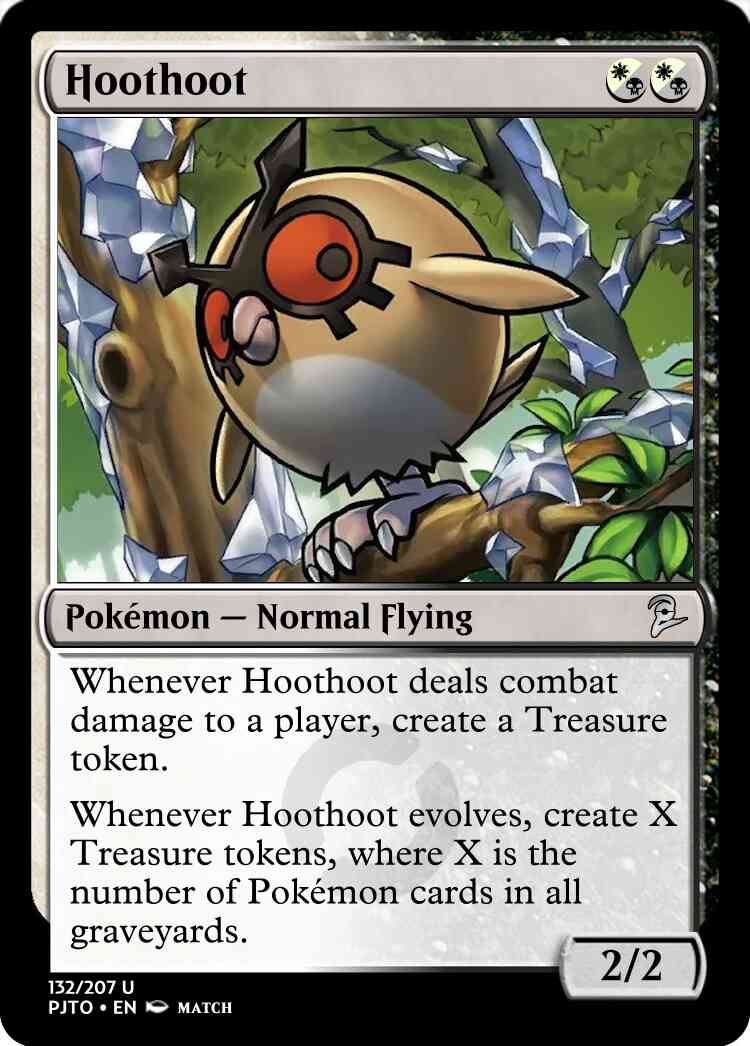 Hoothoot
Pokémon — Normal Flying
Whenever Hoothoot deals combat
damage to a player, create a Treasure
token.
Whenever Hoothoot evolves, create X
Treasure tokens, where X is the
number of Pokémon cards in all
graveyards.
2/2
132/207 U
PJTO • EN MATCH